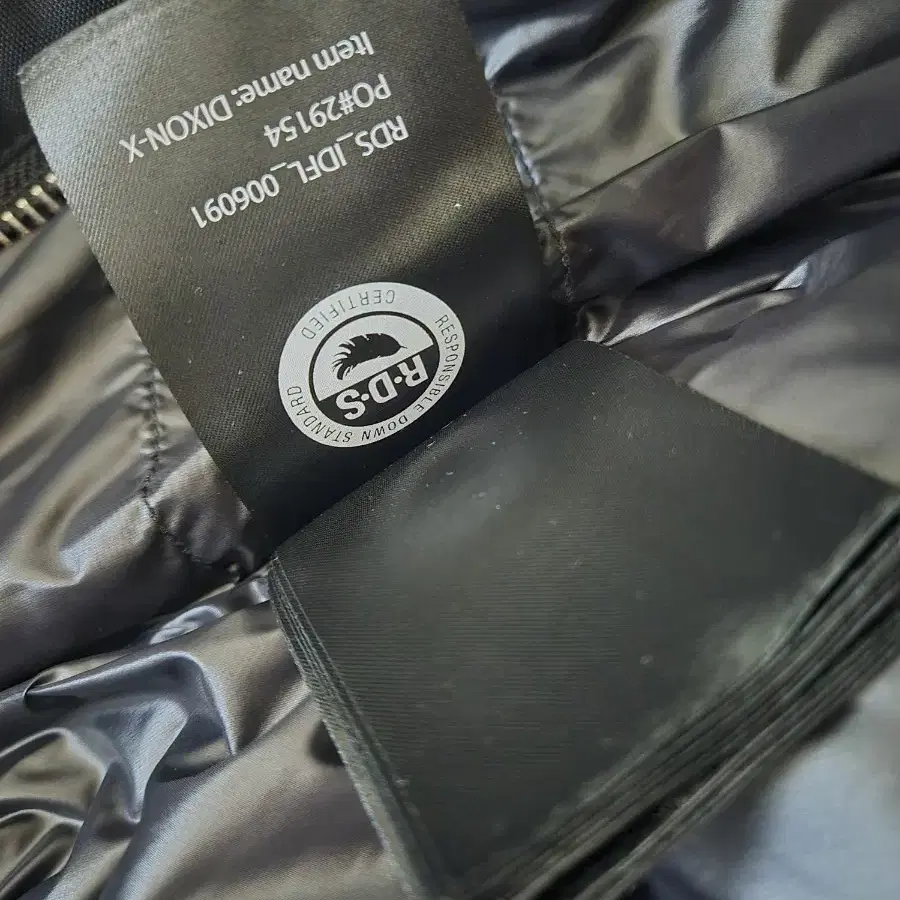 Item name: DIXON-X
PO#29154
RDS_IDFL_006091
CERTIFIED
R·D·S
RESPONSIBLE DOWN STANDARD